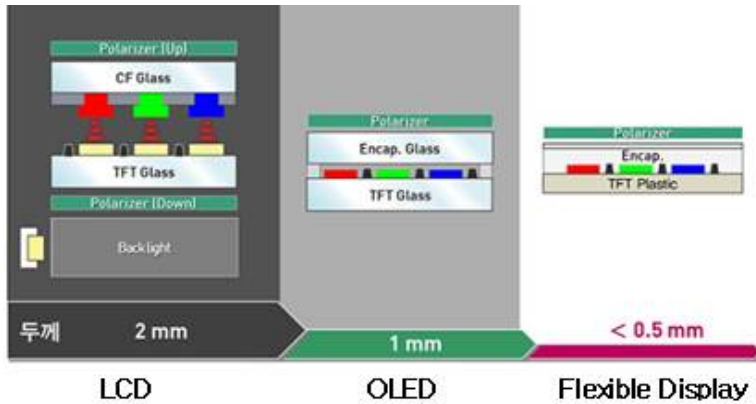 Polarizer (Up)
CF Glass
TFT Glass
Polarizer (Down)
Backlight
Polarizer
Encap. Glass
TFT Glass
Polarizer
Encap.
TFT Plastic
두께 2 mm
1 mm
< 0.5 mm
LCD
OLED
Flexible Display